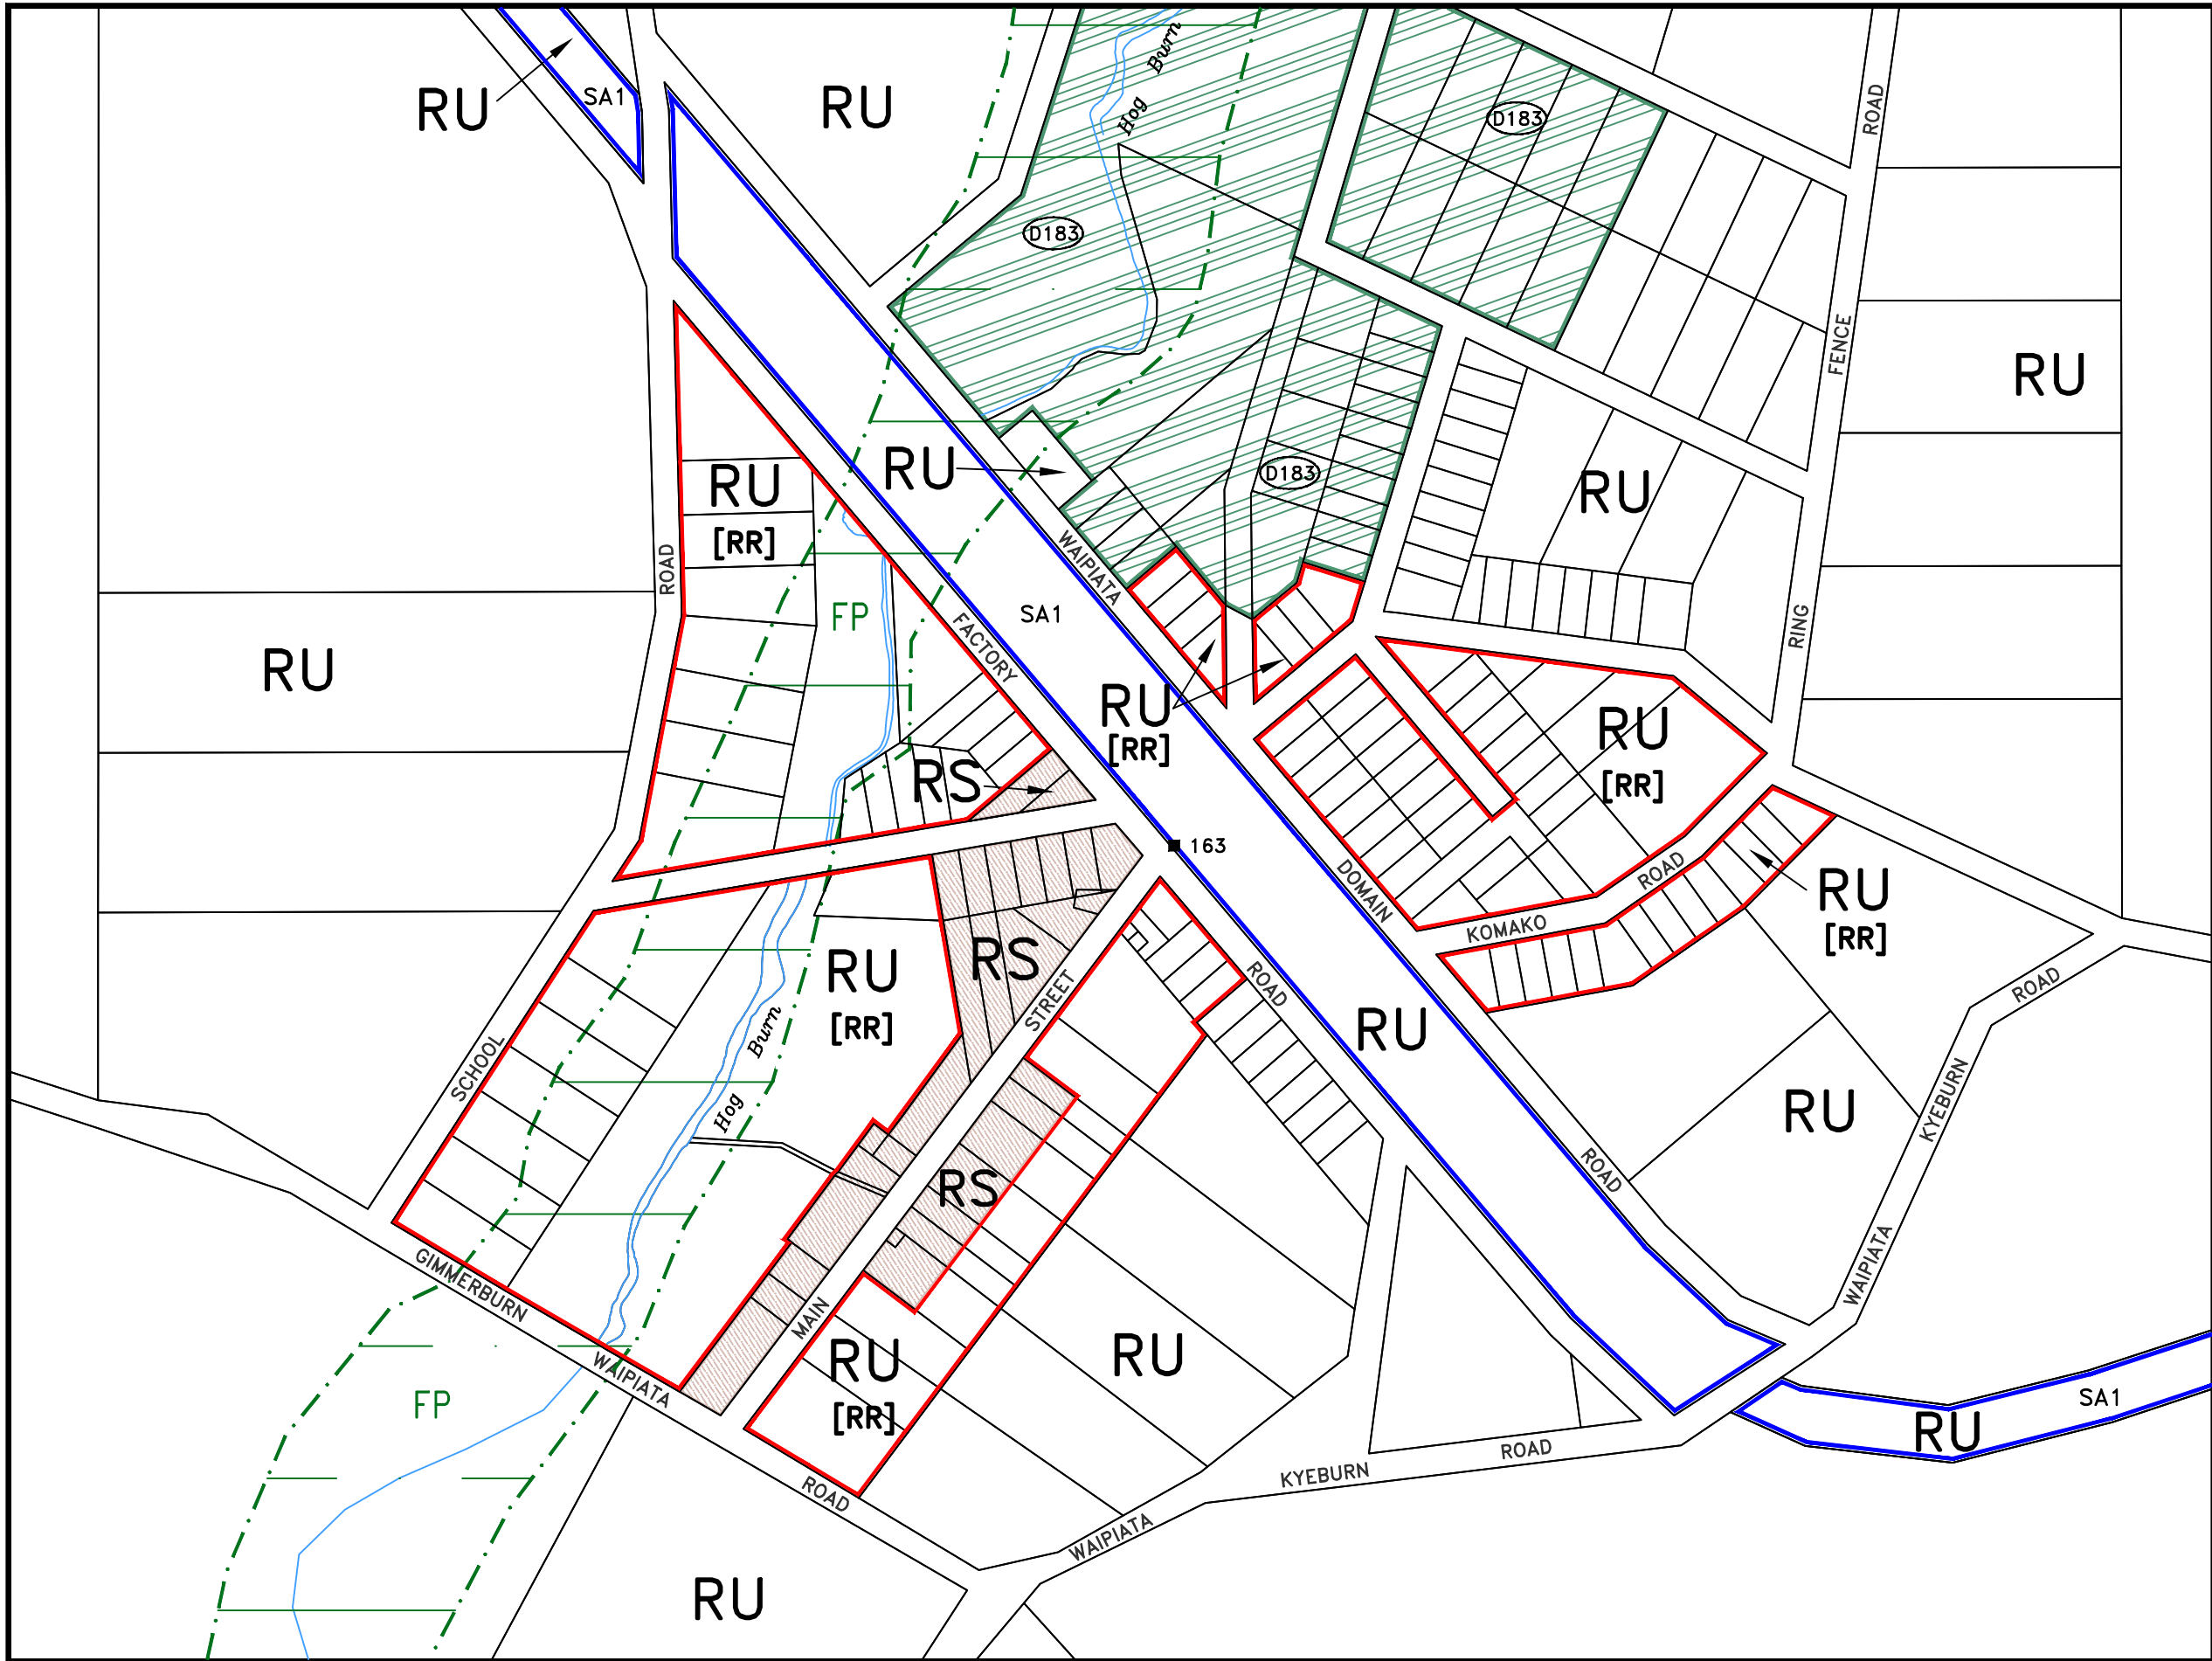 RU
SA1
RU
Hog Burn
D183
ROAD
D183
FENCE
RU
RU
D183
RU
RU
[RR]
ROAD
WAIPIATA
FP
FACTORY
SA1
RING
RU
RU
[RR]
RU
[RR]
RS
163
DOMAIN
ROAD
KOMAKO
RU
[RR]
RS
RU
[RR]
STREET
ROAD
RU
ROAD
SCHOOL
Hog Burn
KYEBURN
RU
RS
ROAD
WAIPIATA
GIMMERBURN
MAIN
WAIPIATA
RU
[RR]
RU
FP
SA1
RU
ROAD
KYEBURN
ROAD
WAIPIATA
RU